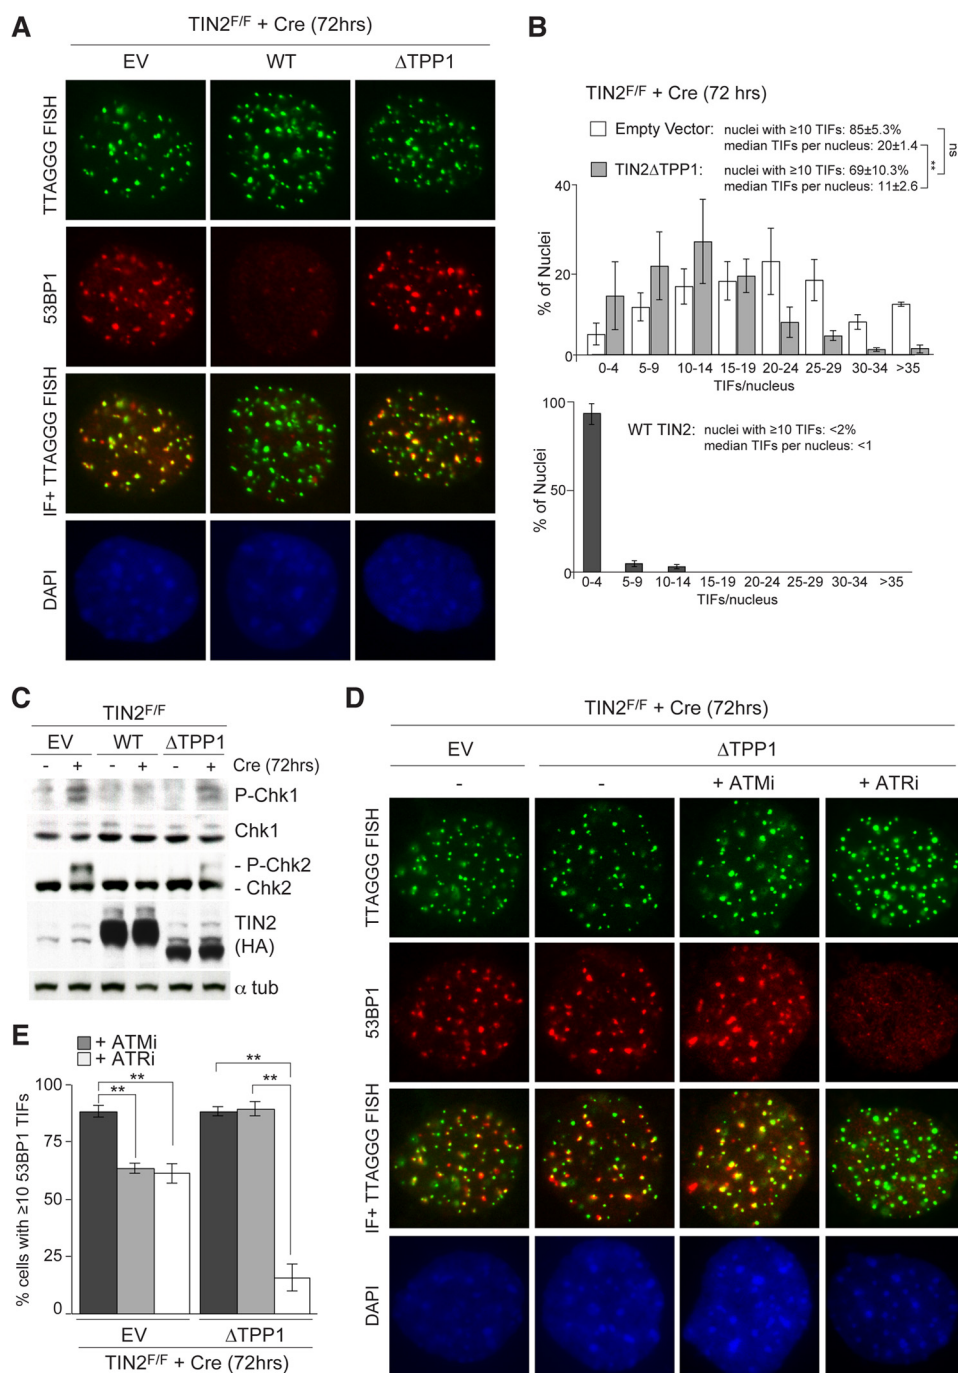 A
TIN2F/F + Cre (72hrs)
EV WT ΔTPP1
TTAGGG FISH
53BP1
IF+ TTAGGG FISH
DAPI
B
TIN2F/F + Cre (72 hrs)
Empty Vector: nuclei with ≥10 TIFs: 85±5.3%
median TIFs per nucleus: 20±1.4
TIN2ΔTPP1: nuclei with ≥10 TIFs: 69±10.3%
median TIFs per nucleus: 11±2.6
**
ns
40
20
0
% of Nuclei
0-4 5-9 10-14 15-19 20-24 25-29 30-34 >35
TIFs/nucleus
WT TIN2: nuclei with ≥10 TIFs: <2%
median TIFs per nucleus: <1
100
50
0
% of Nuclei
0-4 5-9 10-14 15-19 20-24 25-29 30-34 >35
TIFs/nucleus
C
TIN2F/F
EV WT ΔTPP1
- + - + - + Cre (72hrs)
P-Chk1
Chk1
- P-Chk2
- Chk2
TIN2
(HA)
α tub
D
TIN2F/F + Cre (72hrs)
EV ΔTPP1
- - + ATMi + ATRi
TTAGGG FISH
53BP1
IF+ TTAGGG FISH
DAPI
E
+ ATMi
+ ATRi
** ** ** **
100
75
50
25
0
% cells with ≥10 53BP1 TIFs
EV ΔTPP1
TIN2F/F + Cre (72hrs)